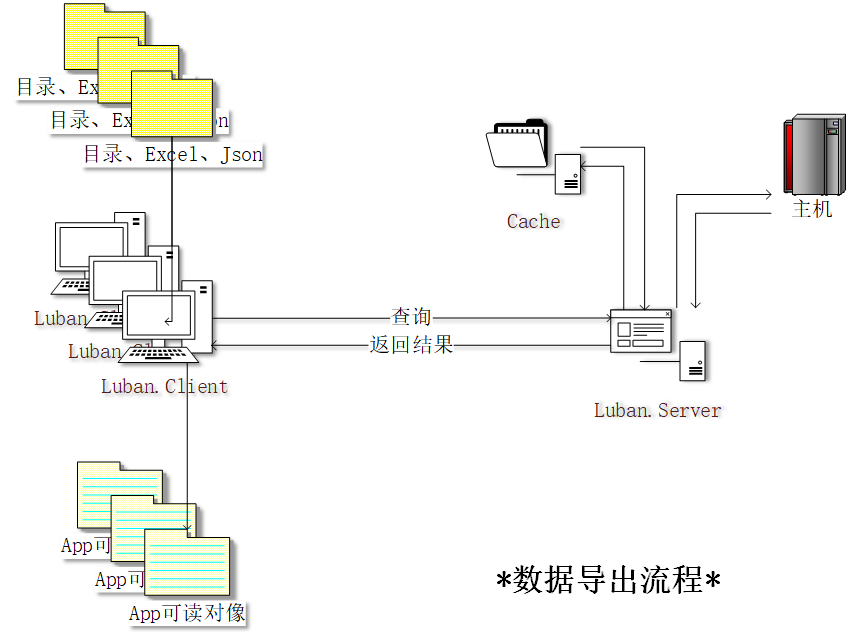 目录、Ex
目录、Ex on
目录、Excel、Json
Cache
主机
Luban
查询
Luban
返回结果
Luban.Client
Luban.Server
App可
App可
App可读对像
*数据导出流程*